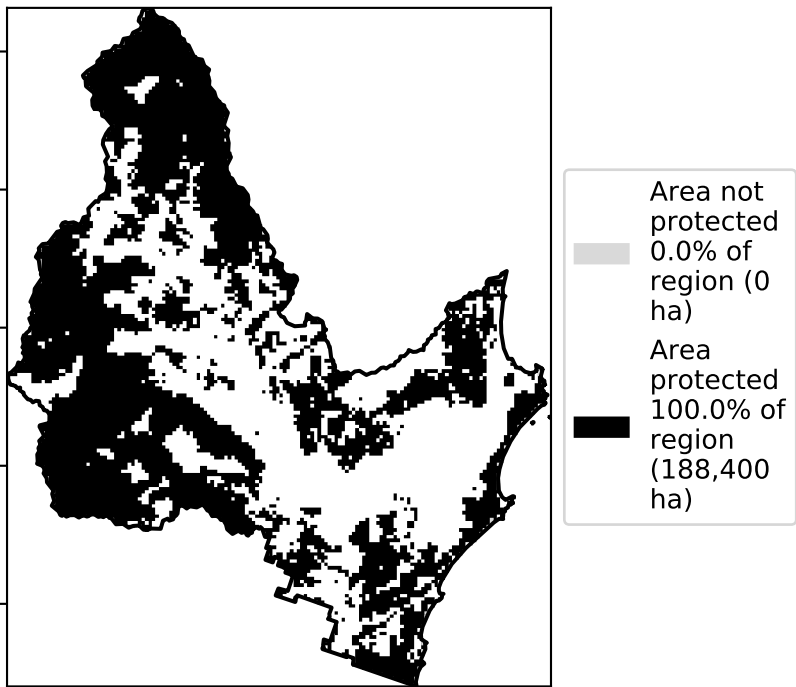 Area not
protected
0.0% of
region (0
ha)
Area
protected
100.0% of
region
(188,400
ha)